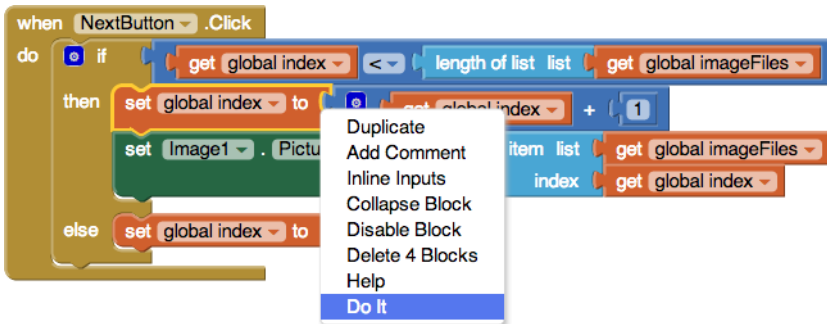 when NextButton .Click
do if get global index < length of list list get global imageFiles
then set global index to get global index + 1
set Image1 . Pictu item list get global imageFiles
index get global index
else set global index to
Duplicate
Add Comment
Inline Inputs
Collapse Block
Disable Block
Delete 4 Blocks
Help
Do It